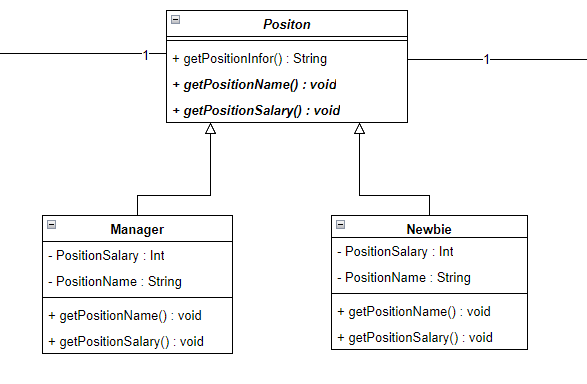 Positon
1
+ getPositionInfor() : String
1
+ getPositionName() : void
+ getPositionSalary() : void
Manager
- PositionSalary : Int
- PositionName : String
+ getPositionName() : void
+ getPositionSalary() : void
Newbie
- PositionSalary : Int
- PositionName : String
+ getPositionName() : void
+ getPositionSalary() : void